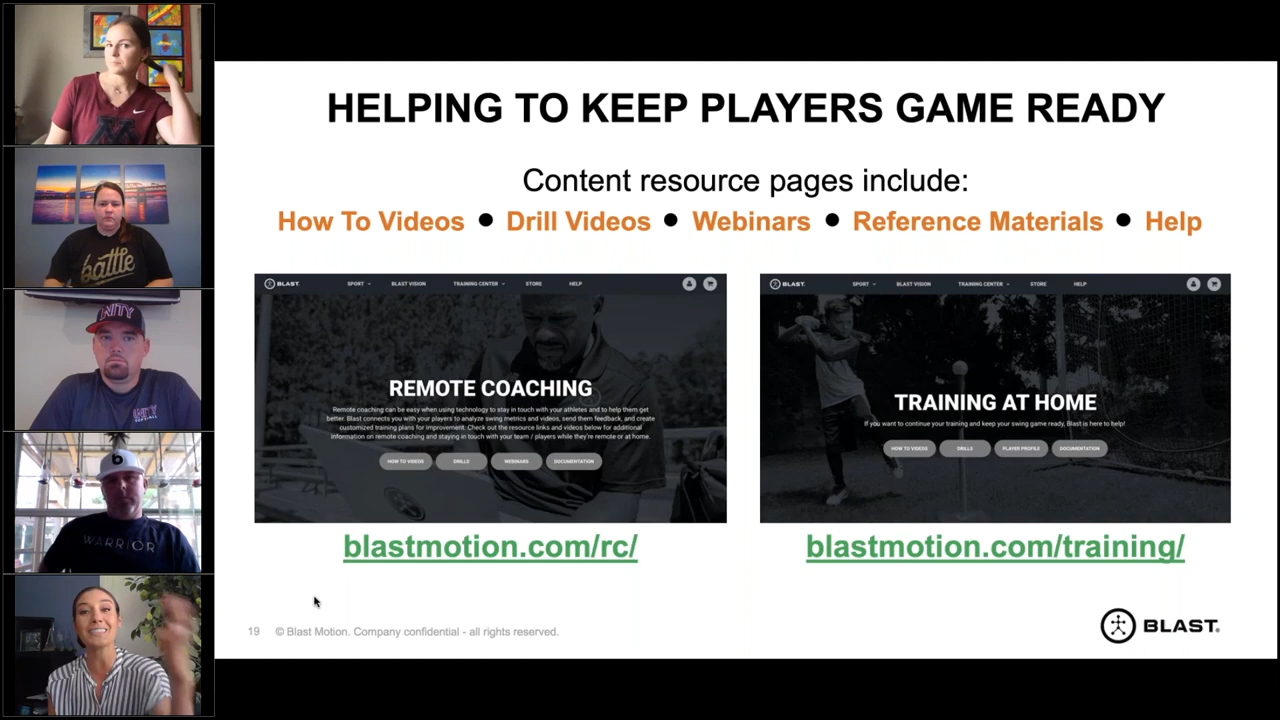 HELPING TO KEEP PLAYERS GAME READY
Content resource pages include:
How To Videos ● Drill Videos ● Webinars ● Reference Materials ● Help
BLAST.
SPORT
BLAST VISION
TRAINING CENTER
STORE
HELP
REMOTE COACHING
Remote coaching can be easy when using technology to stay in touch with your athletes and to help them get
better. Blast connects you with your players to analyze swing metrics and videos, send them feedback, and create
customized training plans for improvement. Check out the resource links and videos below for additional
information on remote coaching and staying in touch with your team / players while they're remote or at home.
HOW TO VIDEOS
DRILLS
WEBINARS
DOCUMENTATION
blastmotion.com/rc/
BLAST.
SPORT
BLAST VISION
TRAINING CENTER
STORE
HELP
TRAINING AT HOME
If you want to continue your training and keep your swing game ready, Blast is here to help!
HOW TO VIDEOS
DRILLS
PLAYER PROFILE
DOCUMENTATION
blastmotion.com/training/
19 © Blast Motion. Company confidential - all rights reserved.
BLAST.
battle
UNITY
WARRIOR